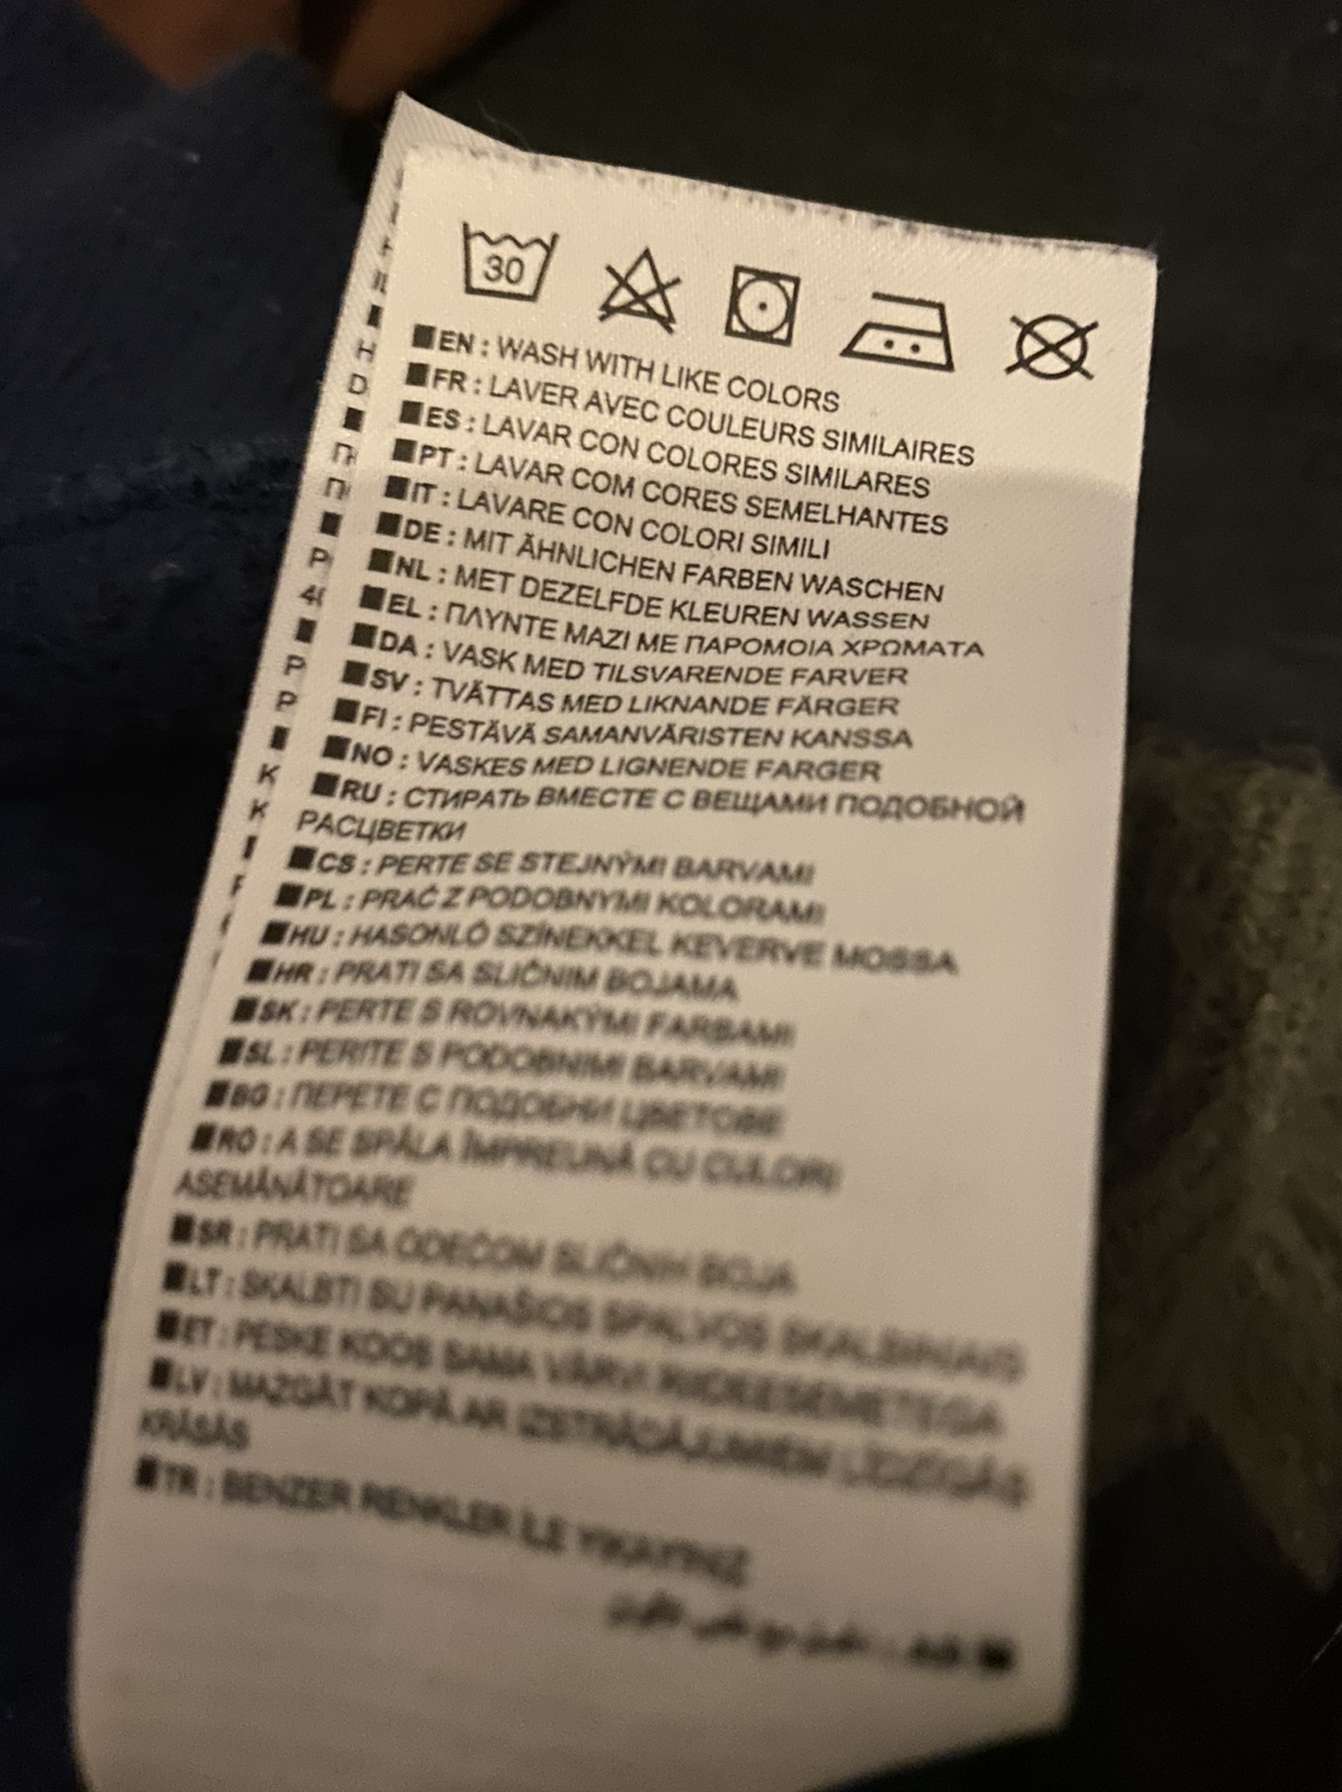 30
EN : WASH WITH LIKE COLORS
FR : LAVER AVEC COULEURS SIMILAIRES
ES : LAVAR CON COLORES SIMILARES
PT : LAVAR COM CORES SEMELHANTES
IT : LAVARE CON COLORI SIMILI
DE : MIT ÄHNLICHEN FARBEN WASCHEN
NL : MET DEZELFDE KLEUREN WASSEN
EL : ΠΛΥΝΤΕ ΜΑΖΙ ΜΕ ΠΑΡΟΜΟΙΑ ΧΡΩΜΑΤΑ
DA : VASK MED TILSVARENDE FARVER
SV : TVÄTTAS MED LIKNANDE FÄRGER
FI : PESTÄVÄ SAMANVÄRISTEN KANSSA
NO : VASKES MED LIGNENDE FARGER
RU : СТИРАТЬ ВМЕСТЕ С ВЕЩАМИ ПОДОБНОЙ
РАСЦВЕТКИ
CS : PERTE SE STEJNÝMI BARVAMI
PL : PRAĆ Z PODOBNYMI KOLORAMI
HU : HASONLÓ SZÍNEKKEL KEVERVE MOSSA
HR : PRATI SA SLIČNIM BOJAMA
SK : PERTE S ROVNAKÝMI FARBAMI
SL : PERITE S PODOBNIMI BARVAMI
BG : ПЕРЕТЕ С ПОДОБНИ ЦВЕТОВЕ
RO : A SE SPĂLA ÎMPREUNĂ CU CULORI
ASEMĂNĂTOARE
SR : PRATI SA ODEĆOM SLIČNIH BOJA
LT : SKALBTI SU PANAŠIOS SPALVOS SKALBINIAIS
ET : PESKE KOOS SAMA VÄRVI RIIDEESEMETEGA
LV : MAZGĀT KOPĀ AR IZSTRĀDĀJUMIEM LĪDZĪGĀS
KRĀSĀS
TR : BENZER RENKLER İLE YIKAYINIZ